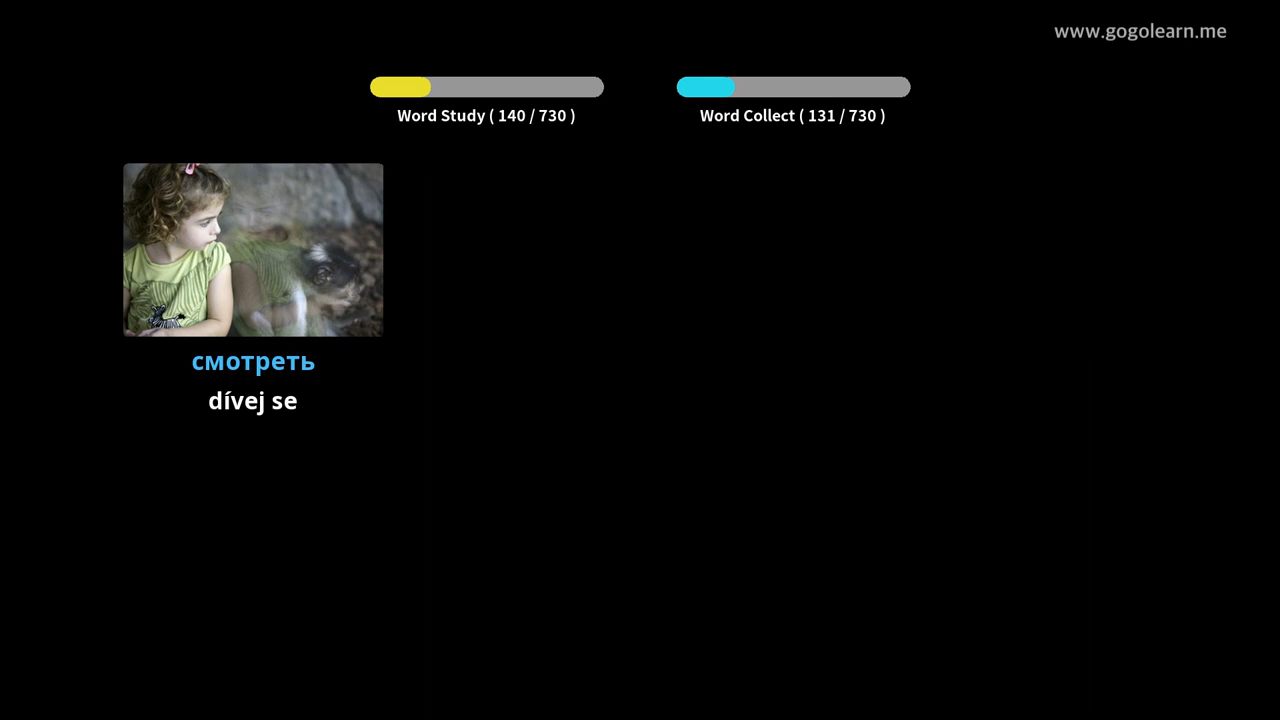 www.gogolearn.me
Word Study ( 140 / 730 )
Word Collect ( 131 / 730 )
смотреть
dívej se